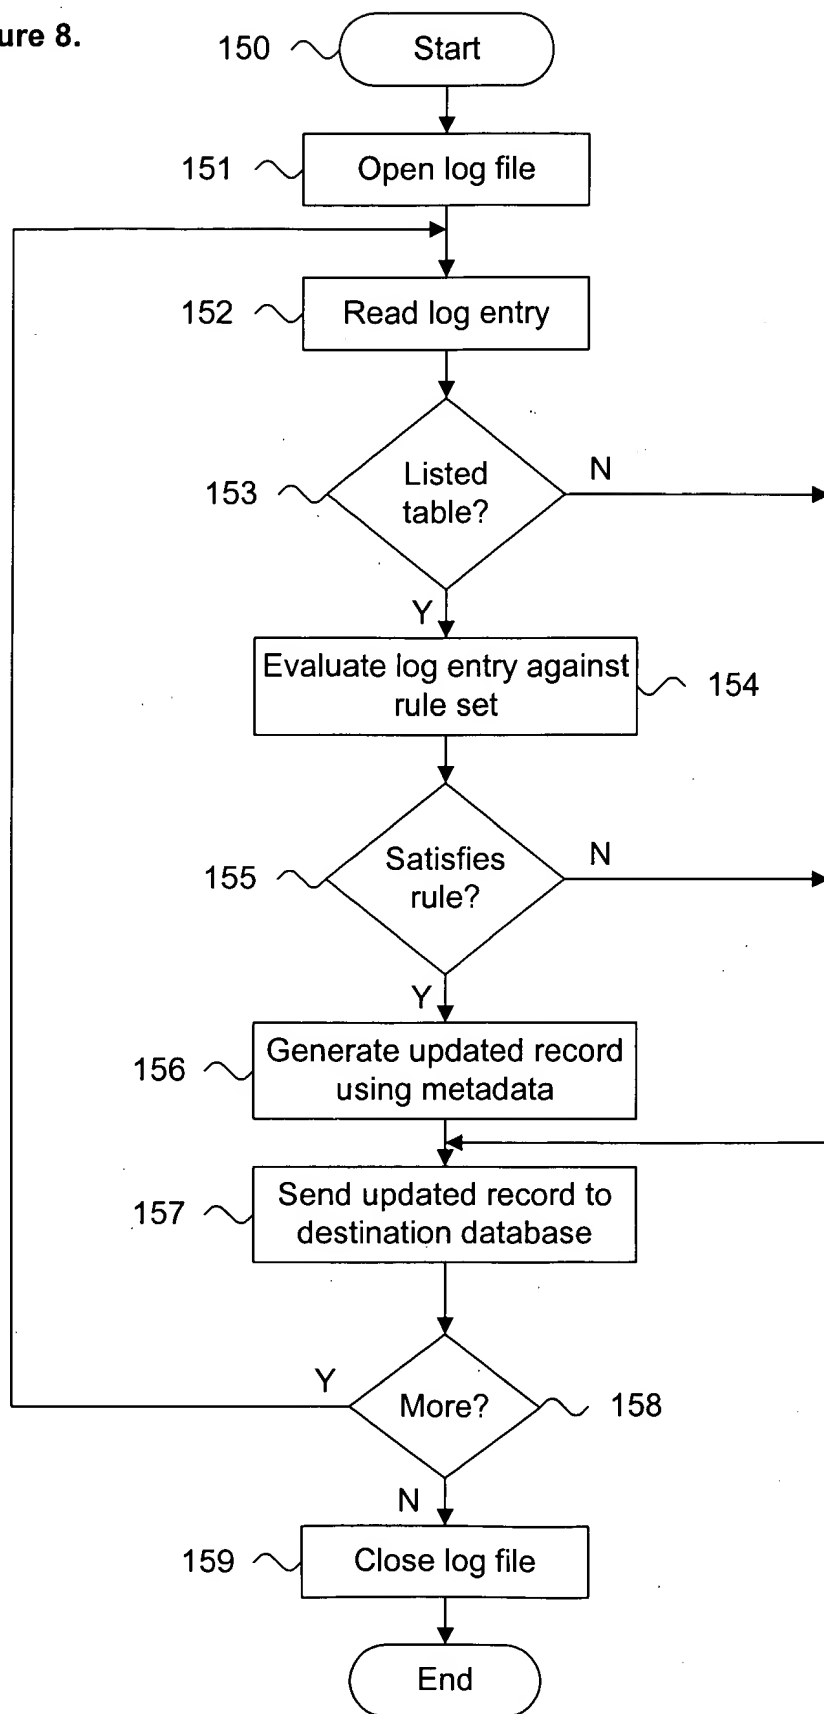 ure 8.
150
Start
151
Open log file
152
Read log entry
153
Listed
table?
N
Y
Evaluate log entry against
rule set
154
155
Satisfies
rule?
N
Y
156
Generate updated record
using metadata
157
Send updated record to
destination database
Y
More?
158
N
159
Close log file
End